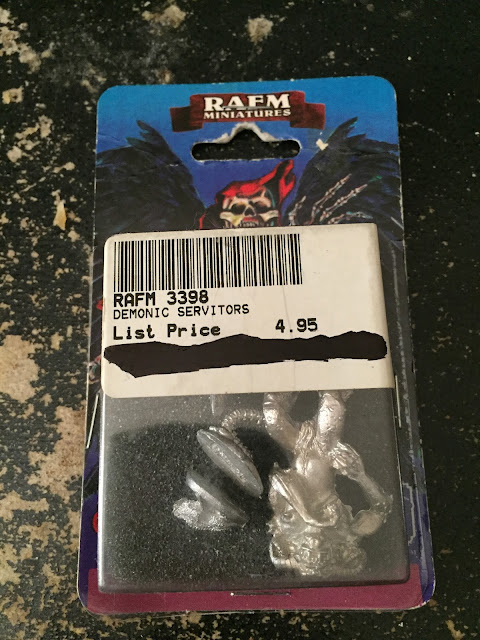 RAFM
MINIATURES
RAFM 3398
DEMONIC SERVITORS
List Price 4.95